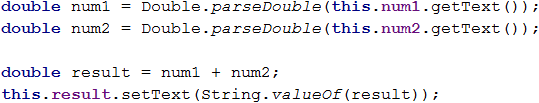 double num1 = Double.parseDouble(this.num1.getText());
double num2 = Double.parseDouble(this.num2.getText());
double result = num1 + num2;
this.result.setText(String.valueOf(result));